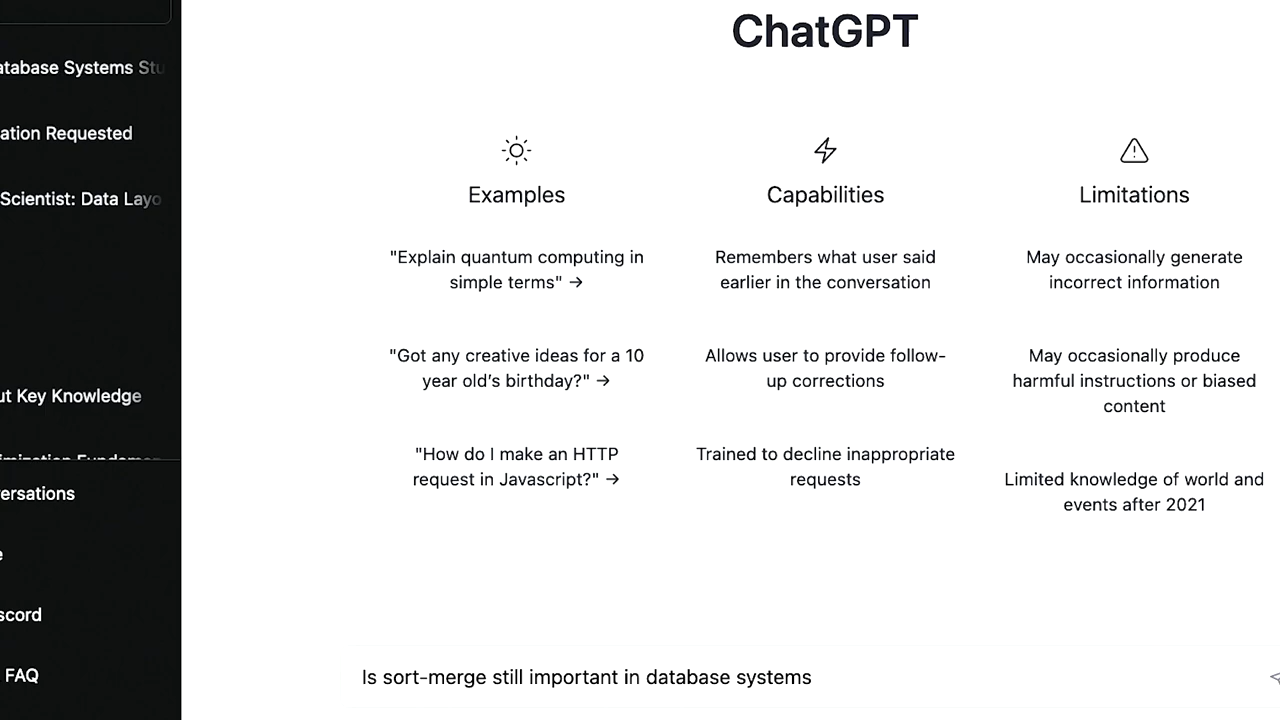 ChatGPT
atabase Systems Stu
ation Requested
Scientist: Data Layo
ut Key Knowledge
ersations
e
scord
FAQ
Examples
"Explain quantum computing in
simple terms" →
"Got any creative ideas for a 10
year old's birthday?" →
"How do I make an HTTP
request in Javascript?" →
Capabilities
Remembers what user said
earlier in the conversation
Allows user to provide follow-
up corrections
Trained to decline inappropriate
requests
Limitations
May occasionally generate
incorrect information
May occasionally produce
harmful instructions or biased
content
Limited knowledge of world and
events after 2021
Is sort-merge still important in database systems